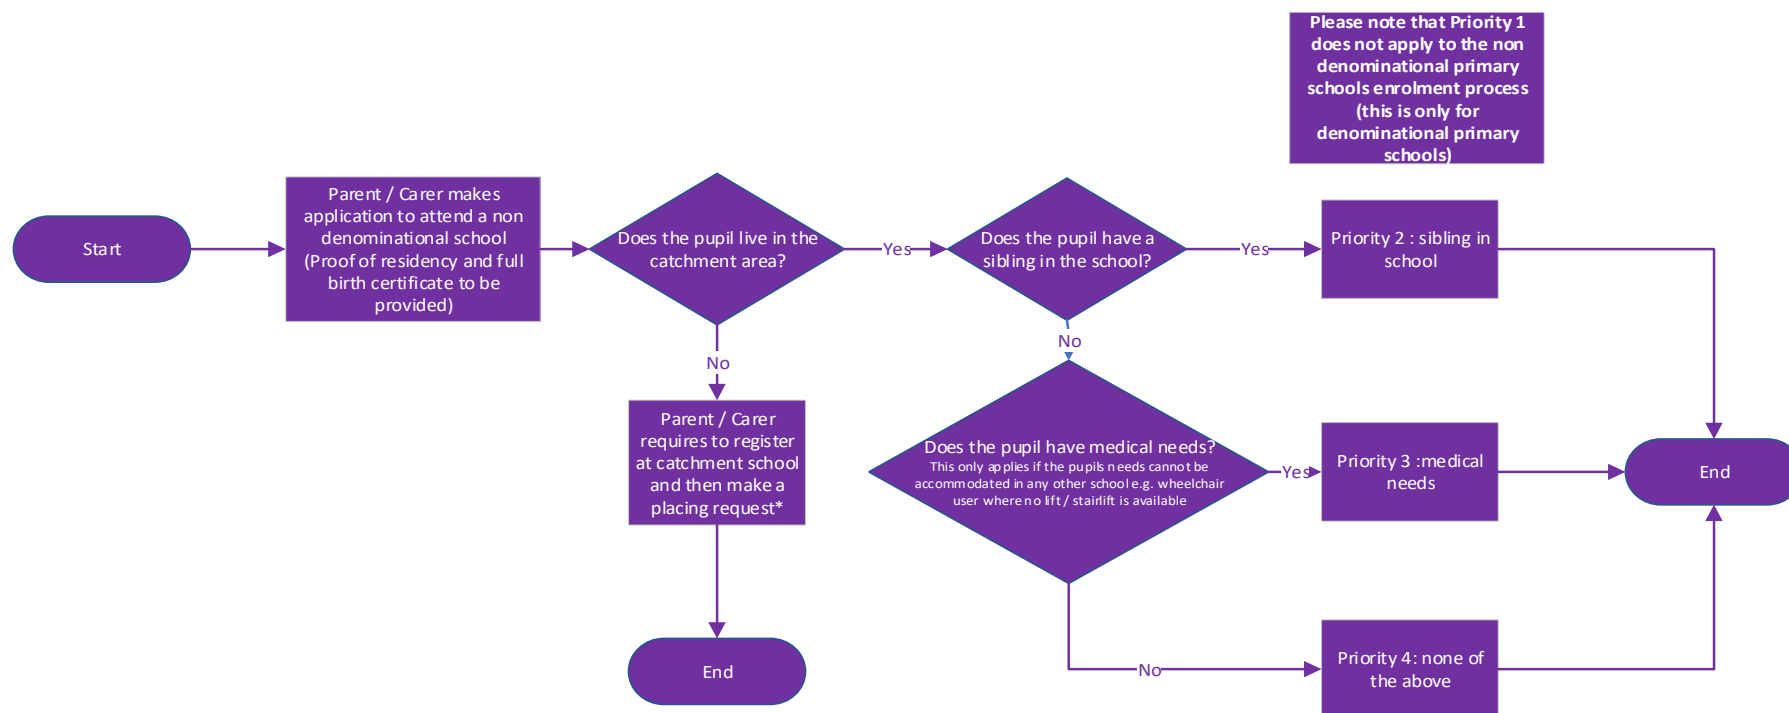 Please note that Priority 1
does not apply to the non
denominational primary
schools enrolment process
(this is only for
denominational primary
schools)
Start
Parent / Carer makes
application to attend a non
denominational school
(Proof of residency and full
birth certificate to be
provided)
Does the pupil live in the
catchment area?
Yes
Does the pupil have a
sibling in the school?
Yes
Priority 2 : sibling in
school
No
No
Parent / Carer
requires to register
at catchment school
and then make a
placing request*
Does the pupil have medical needs?
This only applies if the pupils needs cannot be
accommodated in any other school e.g. wheelchair
user where no lift / stairlift is available
Yes
Priority 3 :medical
needs
End
End
No
Priority 4: none of
the above